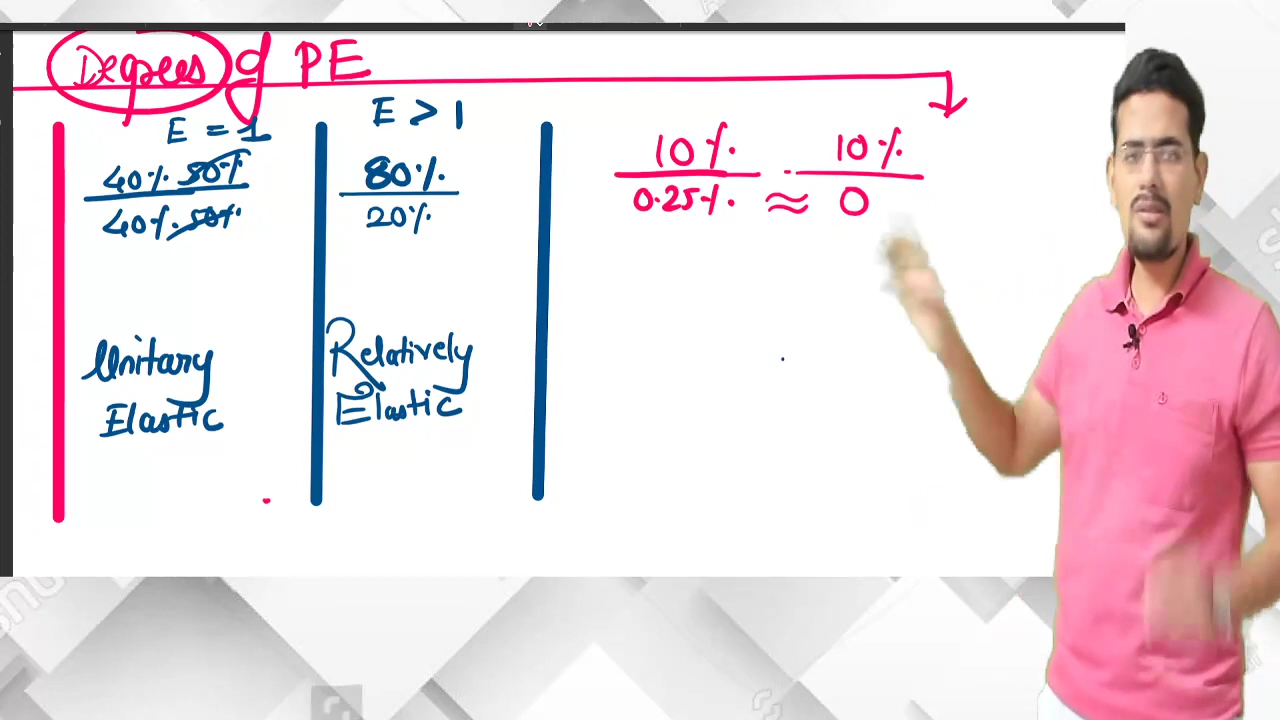 Degrees of PE
E = 1
40% 50%
40% 50%
Unitary
Elastic
E > 1
80%
20%
Relatively
Elastic
10% 10%
0.25% ≈ 0